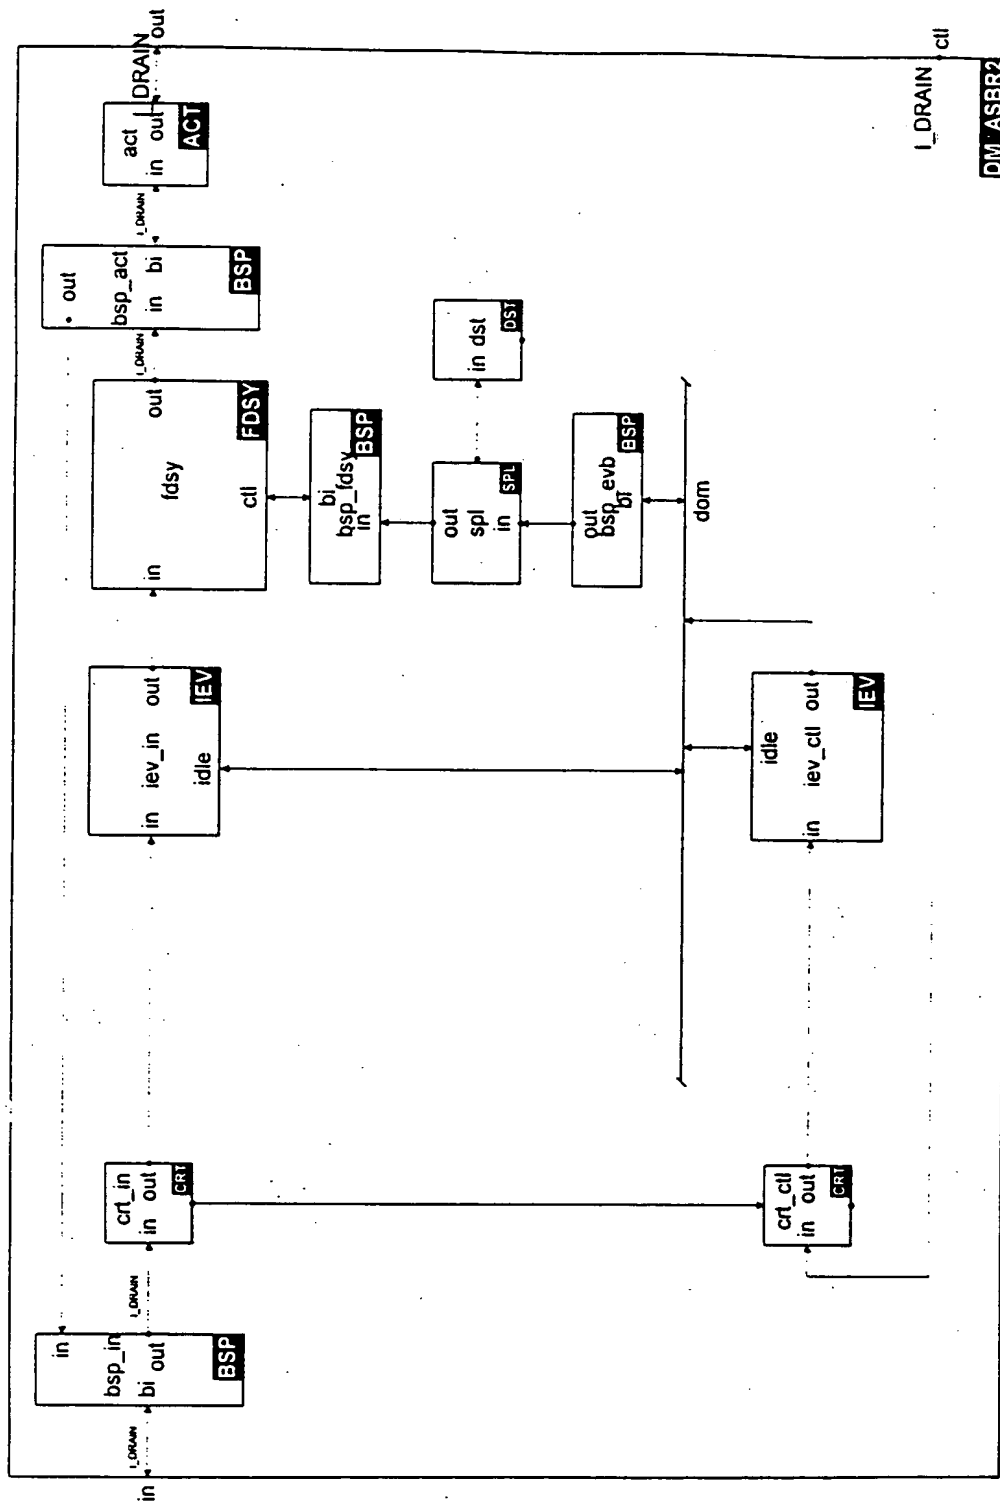 in
I_DRAIN
in
bsp_in
bi out
BSP
I_DRAIN
crt_in
in out
CRT
in iev_in out
idle
IEV
in
fdsy
out
ctl
FDSY
I_DRAIN
out
bsp_act
in bi
BSP
I_DRAIN
act
in out
ACT
I_DRAIN
out
bi
bsp_fdsy
in
BSP
out
spl
in
SPL
in dst
DST
out
bsp_evb
bi
BSP
dom
crt_ctl
in out
CRT
idle
in iev_ctl out
IEV
I_DRAIN
ctl
DM_ASBR2